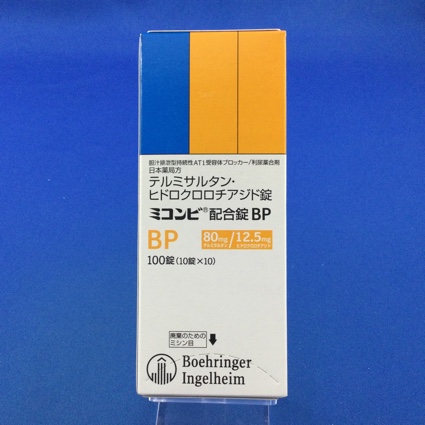 胆汁排泄型持続性AT1受容体ブロッカー/利尿薬合剤
日本薬局方
テルミサルタン・
ヒドロクロロチアジド錠
ミコンビ®配合錠BP
BP 80mg/12.5mg
テルミサルタン ヒドロクロロチアジド
100錠(10錠×10)
廃棄のための
ミシン目
Boehringer
Ingelheim